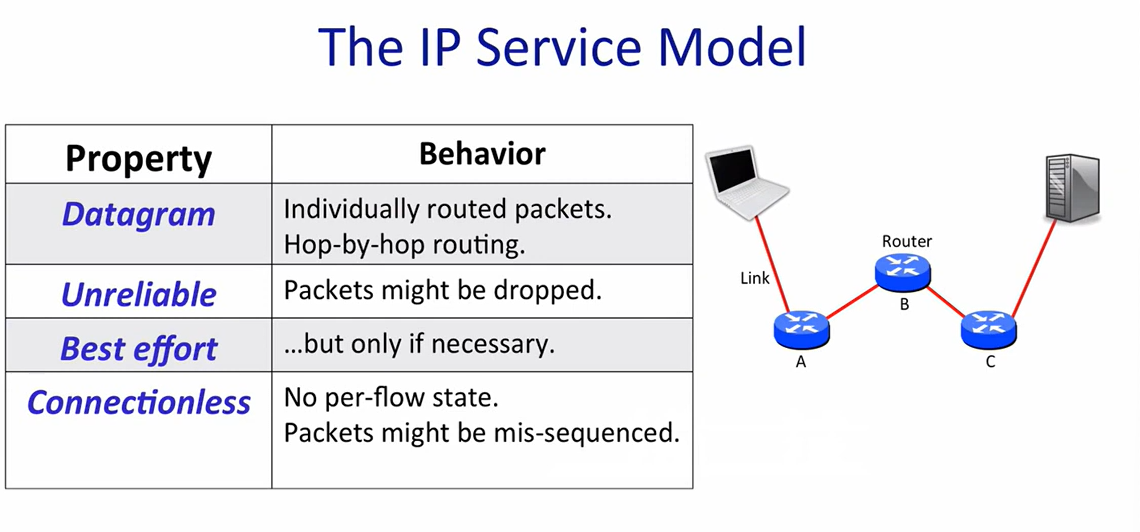 The IP Service Model
Property
Behavior
Datagram
Individually routed packets.
Hop-by-hop routing.
Unreliable
Packets might be dropped.
Best effort
...but only if necessary.
Connectionless
No per-flow state.
Packets might be mis-sequenced.
Router
Link
B
A
C